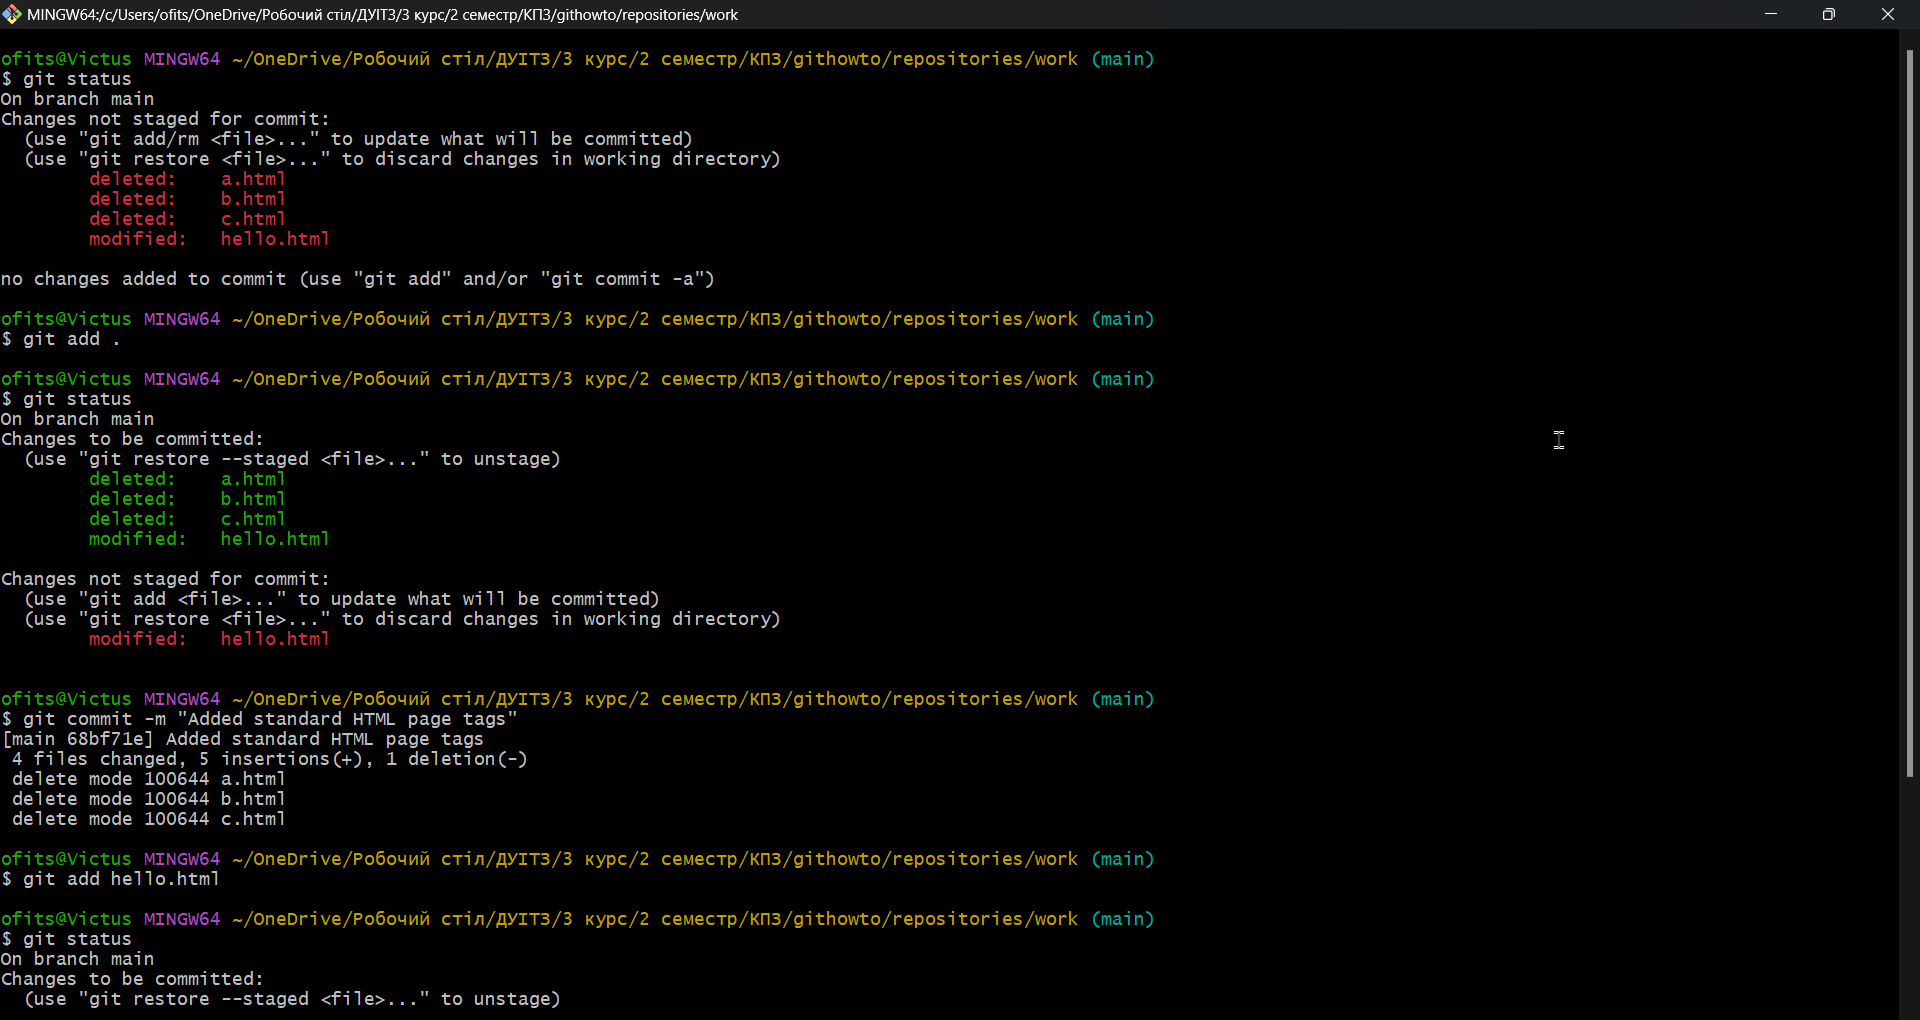 MINGW64:/c/Users/ofits/OneDrive/Робочий стіл/ДУІТЗ/3 курс/2 семестр/КПЗ/githowto/repositories/work
ofits@Victus MINGW64 ~/OneDrive/Робочий стіл/ДУІТЗ/3 курс/2 семестр/КПЗ/githowto/repositories/work (main)
$ git status
On branch main
Changes not staged for commit:
  (use "git add/rm <file>..." to update what will be committed)
  (use "git restore <file>..." to discard changes in working directory)
        deleted:    a.html
        deleted:    b.html
        deleted:    c.html
        modified:   hello.html
no changes added to commit (use "git add" and/or "git commit -a")
ofits@Victus MINGW64 ~/OneDrive/Робочий стіл/ДУІТЗ/3 курс/2 семестр/КПЗ/githowto/repositories/work (main)
$ git add .
ofits@Victus MINGW64 ~/OneDrive/Робочий стіл/ДУІТЗ/3 курс/2 семестр/КПЗ/githowto/repositories/work (main)
$ git status
On branch main
Changes to be committed:
  (use "git restore --staged <file>..." to unstage)
        deleted:    a.html
        deleted:    b.html
        deleted:    c.html
        modified:   hello.html
Changes not staged for commit:
  (use "git add <file>..." to update what will be committed)
  (use "git restore <file>..." to discard changes in working directory)
        modified:   hello.html
ofits@Victus MINGW64 ~/OneDrive/Робочий стіл/ДУІТЗ/3 курс/2 семестр/КПЗ/githowto/repositories/work (main)
$ git commit -m "Added standard HTML page tags"
[main 68bf71e] Added standard HTML page tags
 4 files changed, 5 insertions(+), 1 deletion(-)
 delete mode 100644 a.html
 delete mode 100644 b.html
 delete mode 100644 c.html
ofits@Victus MINGW64 ~/OneDrive/Робочий стіл/ДУІТЗ/3 курс/2 семестр/КПЗ/githowto/repositories/work (main)
$ git add hello.html
ofits@Victus MINGW64 ~/OneDrive/Робочий стіл/ДУІТЗ/3 курс/2 семестр/КПЗ/githowto/repositories/work (main)
$ git status
On branch main
Changes to be committed:
  (use "git restore --staged <file>..." to unstage)